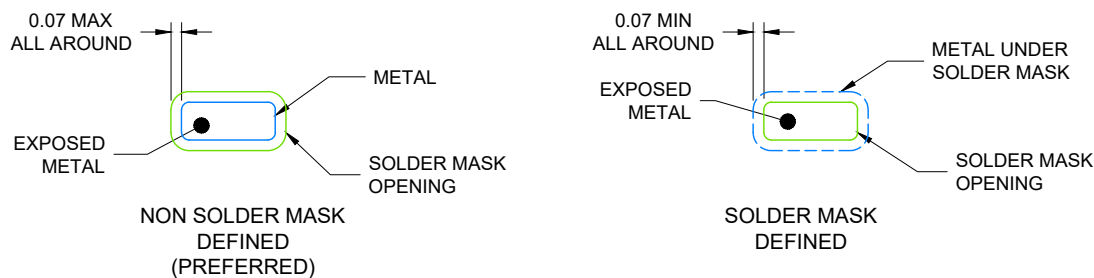 0.07 MAX
ALL AROUND
METAL
EXPOSED
METAL
SOLDER MASK
OPENING
NON SOLDER MASK
DEFINED
(PREFERRED)
0.07 MIN
ALL AROUND
METAL UNDER
SOLDER MASK
EXPOSED
METAL
SOLDER MASK
OPENING
SOLDER MASK
DEFINED